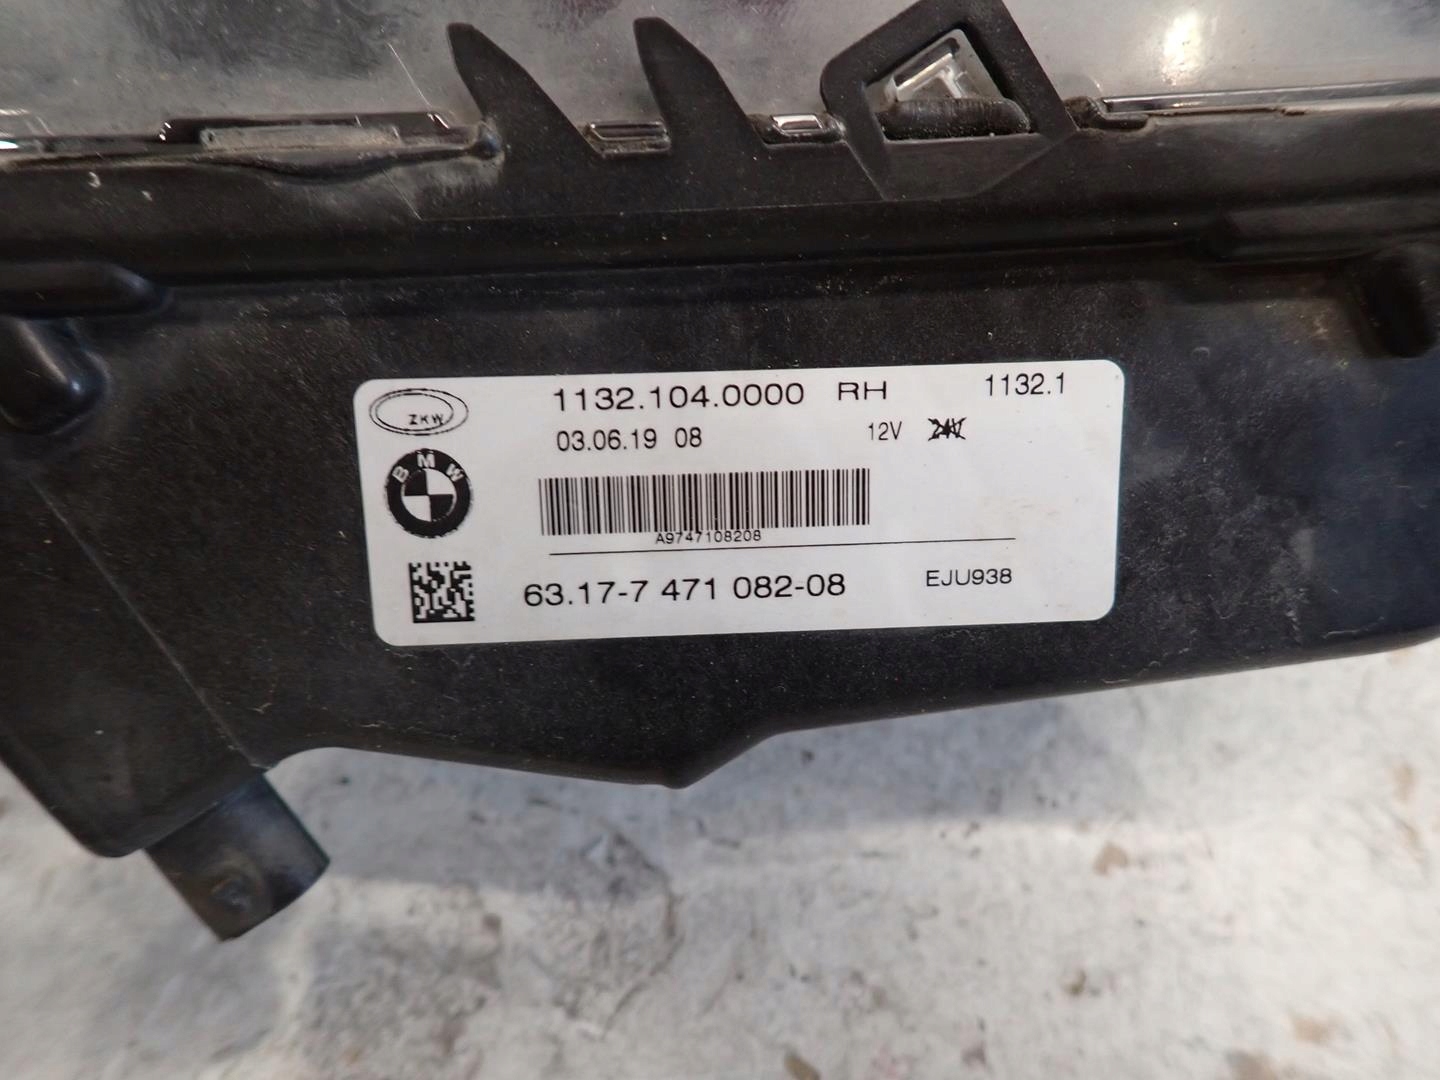 1132.104.0000 RH 1132.1
ZKW
03.06.19 08 12V 24V
BMW
A9747108208
63.17-7 471 082-08 EJU938